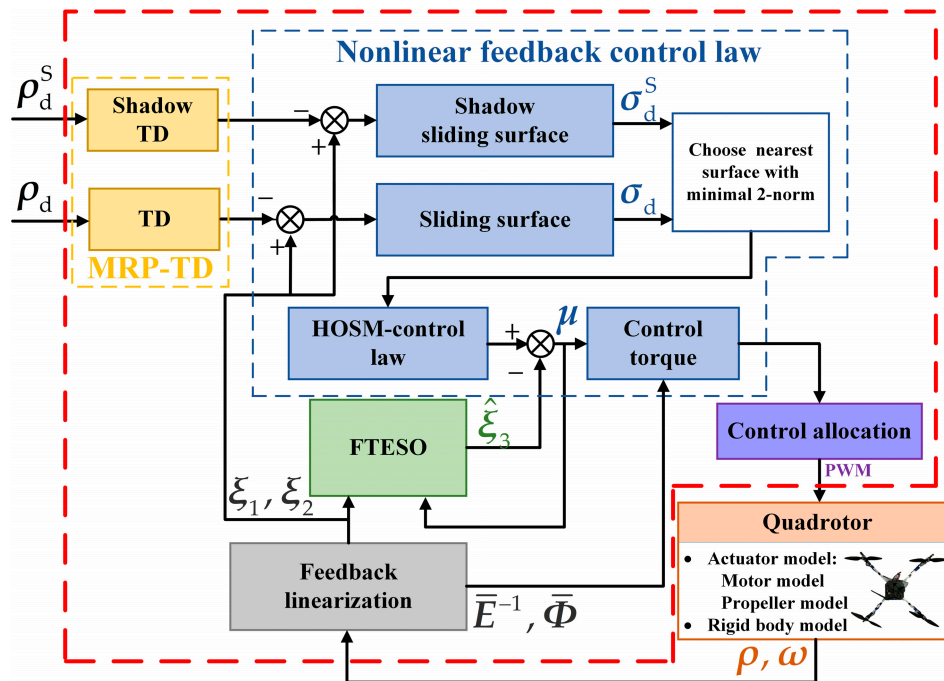 Nonlinear feedback control law
ρ_d^S
Shadow
TD
−
+
Shadow
sliding surface
σ_d^S
Choose nearest
surface with
minimal 2-norm
ρ_d
TD
−
+
Sliding surface
σ_d
MRP-TD
HOSM-control
law
+
−
μ
Control
torque
FTESO
ξ̂_3
Control allocation
PWM
ξ_1, ξ_2
Quadrotor
Feedback
linearization
E̅^{-1}, Φ̅
• Actuator model:
Motor model
Propeller model
• Rigid body model
ρ, ω